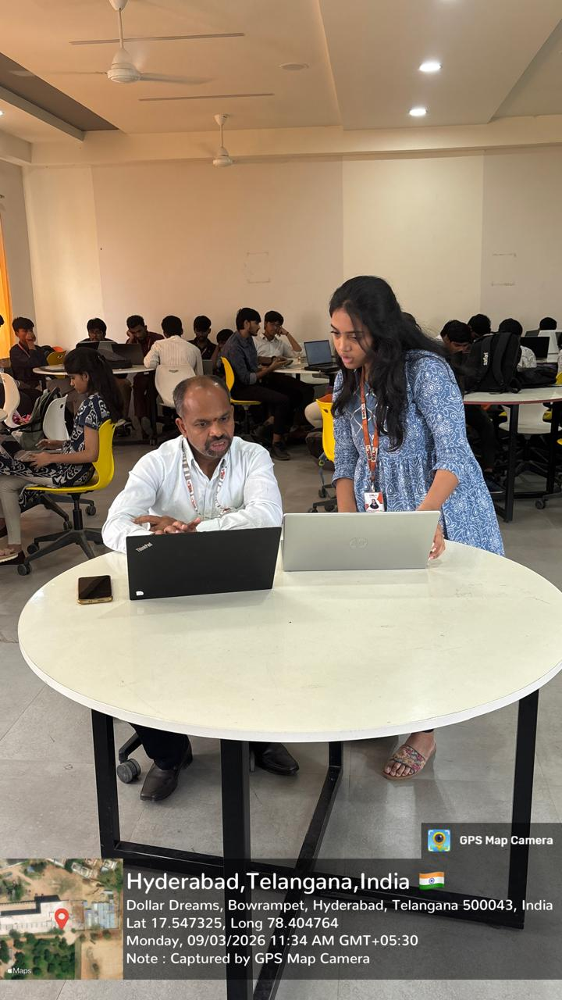 safari
ThinkPad
hp
GPS Map Camera
Hyderabad,Telangana,India
Dollar Dreams, Bowrampet, Hyderabad, Telangana 500043, India
Lat 17.547325, Long 78.404764
Monday, 09/03/2026 11:34 AM GMT+05:30
Note : Captured by GPS Map Camera
Maps